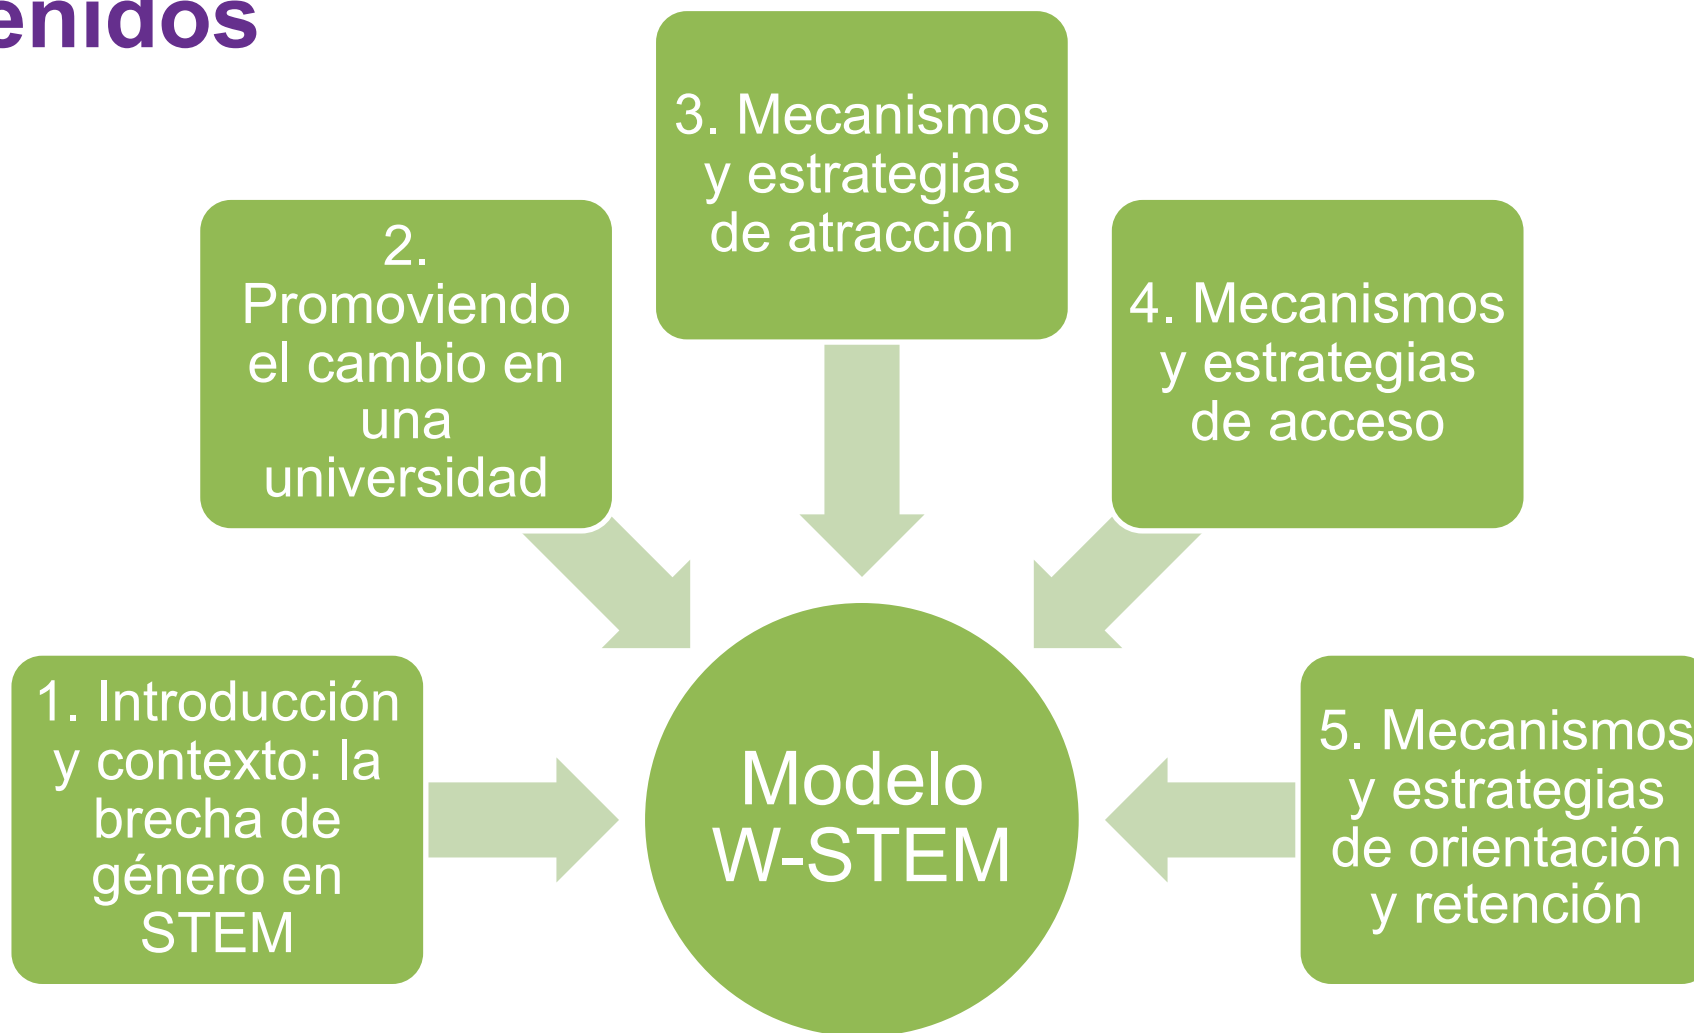 enidos
3. Mecanismos
y estrategias
de atracción
2.
Promoviendo
el cambio en
una
universidad
4. Mecanismos
y estrategias
de acceso
1. Introducción
y contexto: la
brecha de
género en
STEM
Modelo
W-STEM
5. Mecanismos
y estrategias
de orientación
y retención